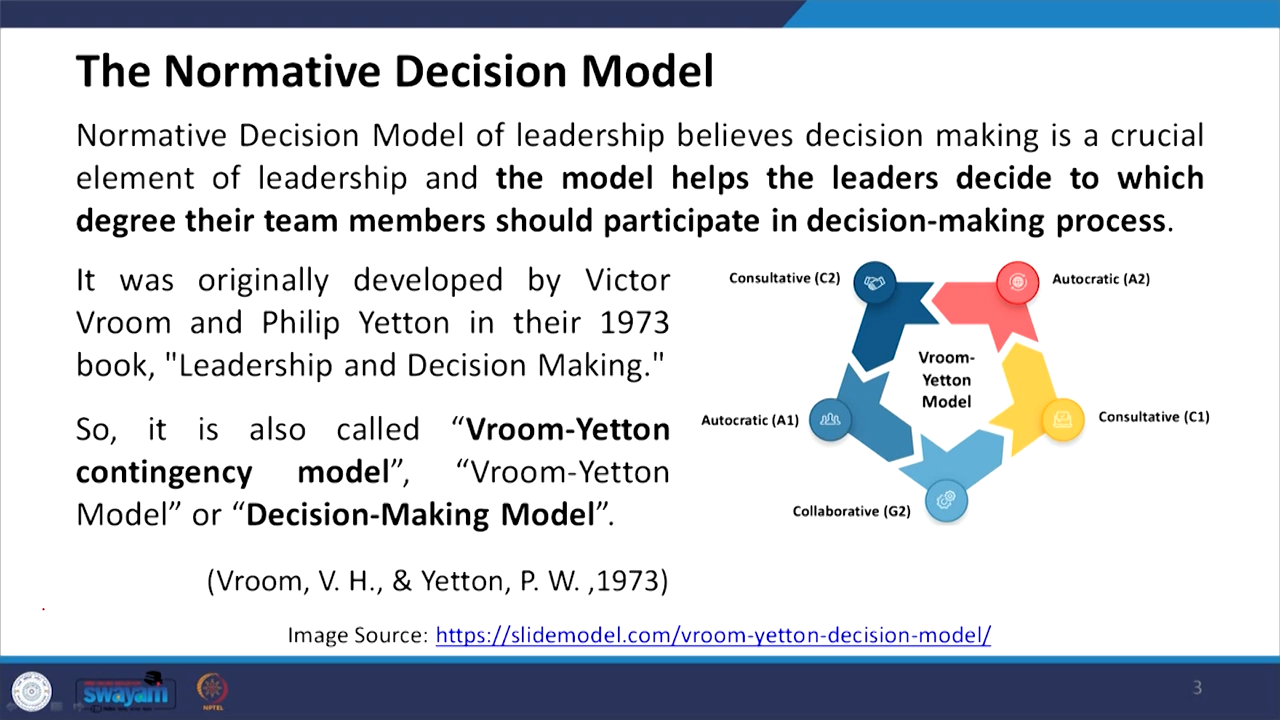 The Normative Decision Model
Normative Decision Model of leadership believes decision making is a crucial
element of leadership and the model helps the leaders decide to which
degree their team members should participate in decision-making process.
It was originally developed by Victor
Vroom and Philip Yetton in their 1973
book, "Leadership and Decision Making."
So, it is also called “Vroom-Yetton
contingency model”, “Vroom-Yetton
Model” or “Decision-Making Model”.
(Vroom, V. H., & Yetton, P. W. ,1973)
Consultative (C2)
Autocratic (A2)
Vroom-
Yetton
Model
Autocratic (A1)
Consultative (C1)
Collaborative (G2)
Image Source: https://slidemodel.com/vroom-yetton-decision-model/
swayam
NPTEL
3